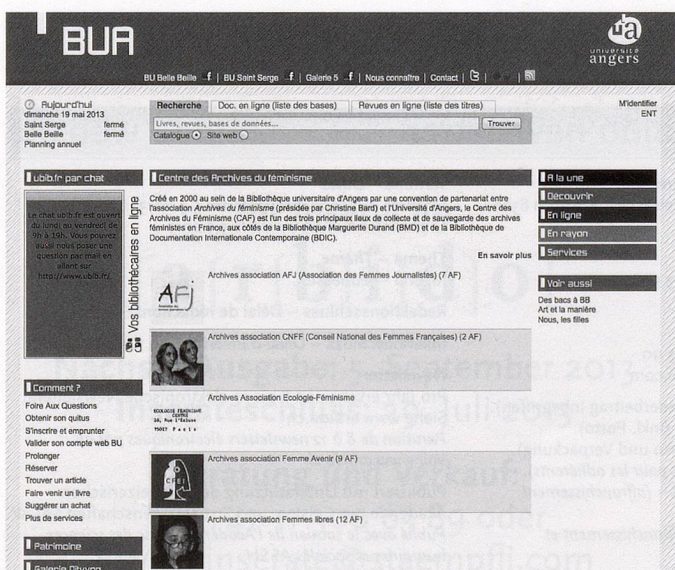 BUA
ua
université
angers
BU Belle Beille | BU Saint Serge | Galerie 5 | Nous connaître | Contact |
Aujourd'hui
dimanche 19 mai 2013
Saint Serge fermé
Belle Beille fermé
Planning annuel
Recherche
Doc. en ligne (liste des bases)
Revues en ligne (liste des titres)
Livres, revues, bases de données...
Trouver
Catalogue Site web
M'identifier
ENT
ubib.fr par chat
Le chat ubib.fr est ouvert
du lundi au vendredi de
9h à 19h. Vous pouvez
aussi nous poser une
question par mail en
allant sur
http://www.ubib.fr/
Vos bibliothécaires en ligne
Comment ?
Foire Aux Questions
Obtenir son quitus
S'inscrire et emprunter
Valider son compte web BU
Prolonger
Réserver
Trouver un article
Faire venir un livre
Suggérer un achat
Plus de services
Patrimoine
Centre des Archives du féminisme
Créé en 2000 au sein de la Bibliothèque universitaire d'Angers par une convention de partenariat entre
l'association Archives du féminisme (présidée par Christine Bard) et l'Université d'Angers, le Centre des
Archives du Féminisme (CAF) est l'un des trois principaux lieux de collecte et de sauvegarde des archives
féministes en France, aux côtés de la Bibliothèque Marguerite Durand (BMD) et de la Bibliothèque de
Documentation Internationale Contemporaine (BDIC).
En savoir plus
Archives association AFJ (Association des Femmes Journalistes) (7 AF)
AFj
Archives association CNFF (Conseil National des Femmes Françaises) (2 AF)
Archives Association Ecologie-Féminisme
ECOLOGIE FEMINISME
CENTRE
Paris
Archives association Femme Avenir (9 AF)
Archives association Femmes libres (12 AF)
A la une
Découvrir
En ligne
En rayon
Services
Voir aussi
Des bacs à BB
Art et la manière
Nous, les filles